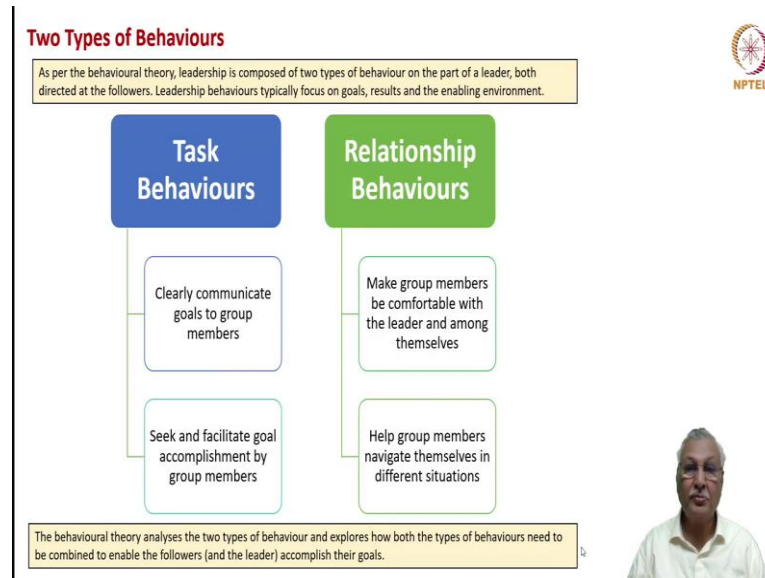 Two Types of Behaviours
As per the behavioural theory, leadership is composed of two types of behaviour on the part of a leader, both
directed at the followers. Leadership behaviours typically focus on goals, results and the enabling environment.
NPTEL
Task
Behaviours
Clearly communicate
goals to group
members
Seek and facilitate goal
accomplishment by
group members
Relationship
Behaviours
Make group members
be comfortable with
the leader and among
themselves
Help group members
navigate themselves in
different situations
The behavioural theory analyses the two types of behaviour and explores how both the types of behaviours need to
be combined to enable the followers (and the leader) accomplish their goals.